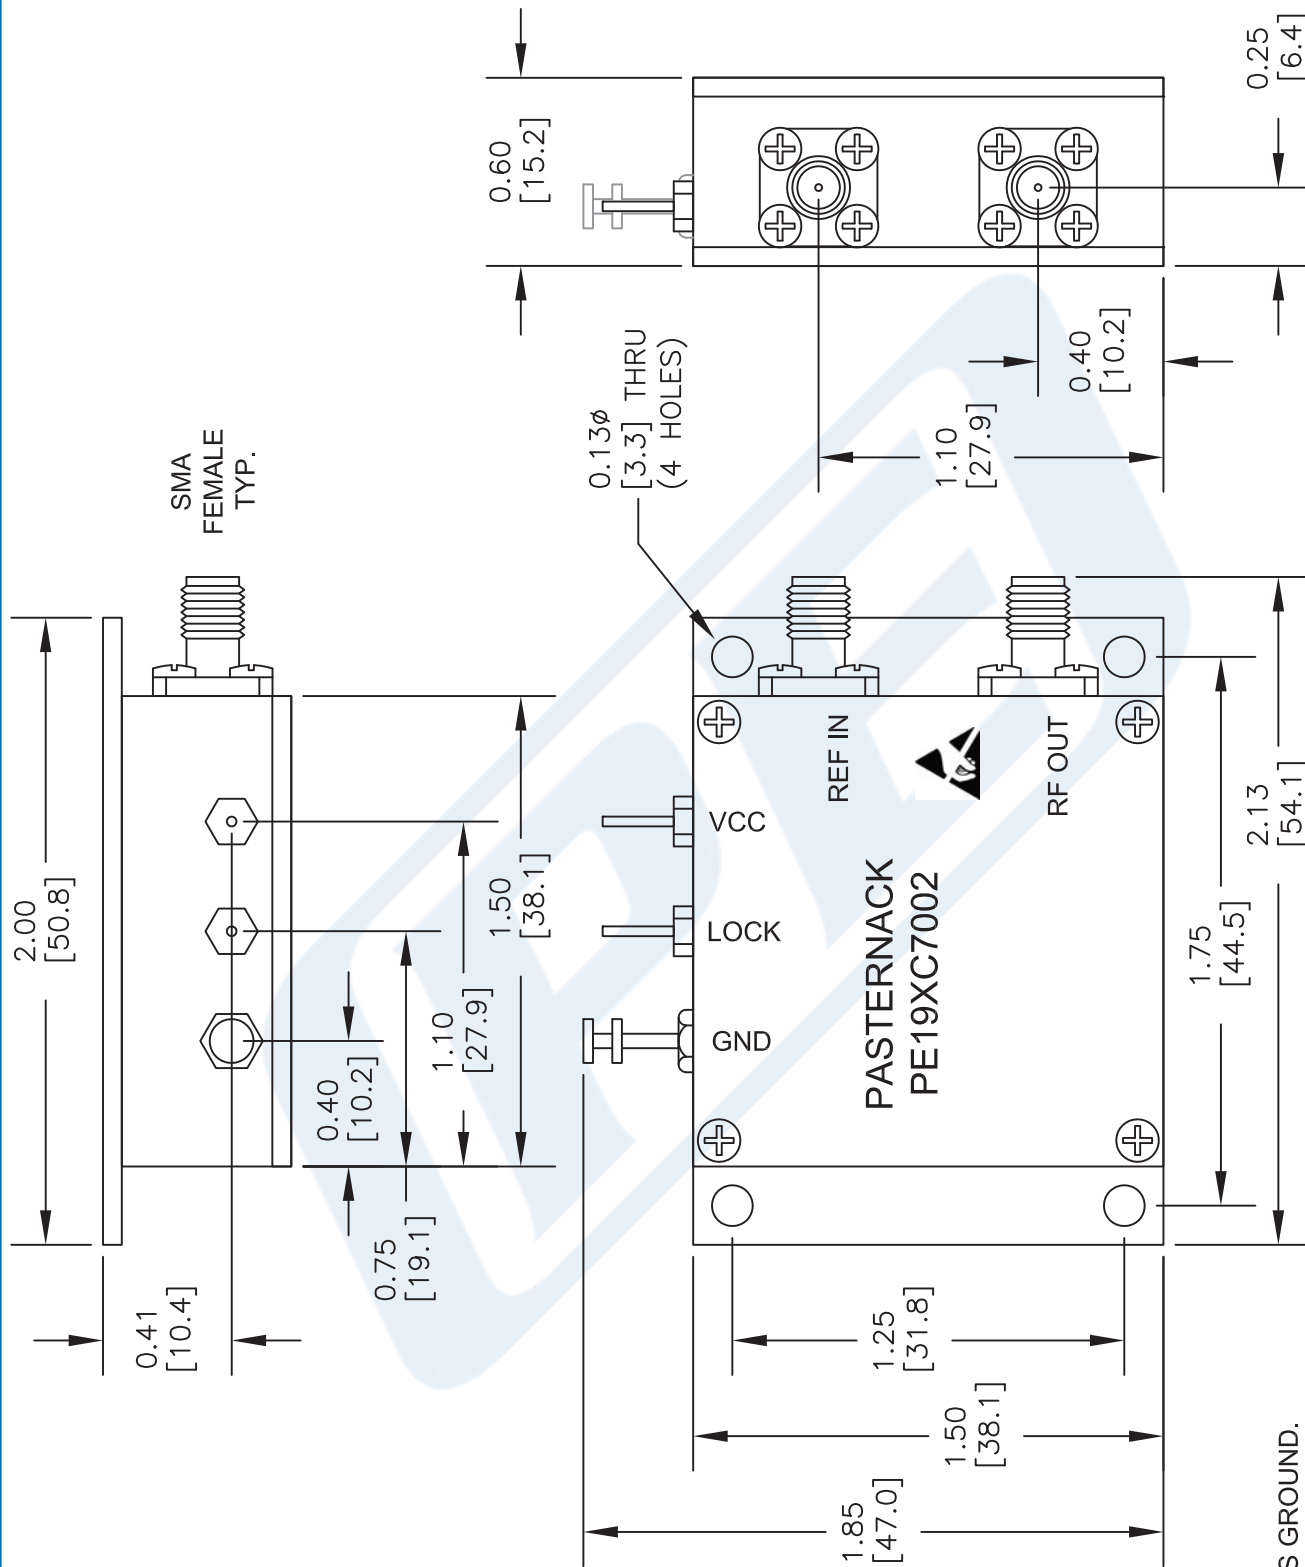 2.00
[50.8]
SMA
FEMALE
TYP.
0.41
[10.4]
0.75
[19.1]
0.40
[10.2]
1.10
[27.9]
1.50
[38.1]
0.60
[15.2]
0.13ø
[3.3] THRU
(4 HOLES)
1.10
[27.9]
0.40
[10.2]
0.25
[6.4]
GND
LOCK
VCC
REF IN
RF OUT
PASTERNACK
PE19XC7002
1.85
[47.0]
1.50
[38.1]
1.25
[31.8]
1.75
[44.5]
2.13
[54.1]
GROUND.
PE